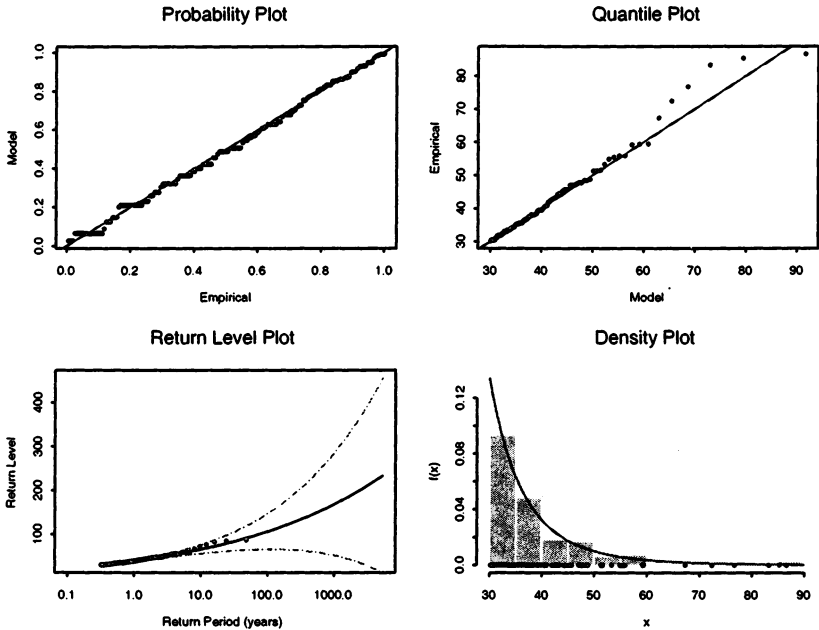 Probability Plot
Model
0.0 0.2 0.4 0.6 0.8 1.0
0.0 0.2 0.4 0.6 0.8 1.0
Empirical
Quantile Plot
Empirical
30 40 50 60 70 80
30 40 50 60 70 80 90
Model
Return Level Plot
Return Level
100 200 300 400
0.1 1.0 10.0 100.0 1000.0
Return Period (years)
Density Plot
f(x)
0.0 0.04 0.08 0.12
30 40 50 60 70 80 90
x